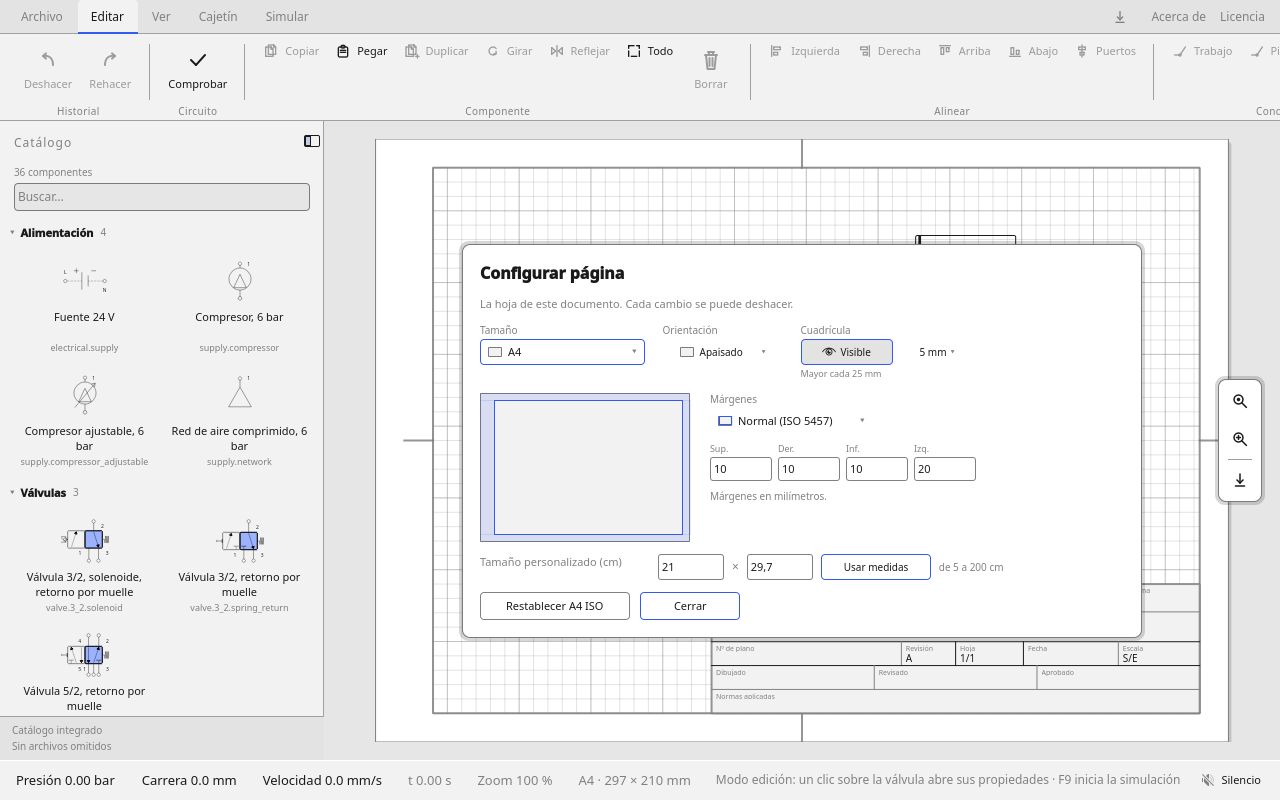 Archivo Editar Ver Cajetín Simular Acerca de Licencia
Copiar Pegar Duplicar Girar Reflejar Todo Izquierda Derecha Arriba Abajo Puertos Trabajo
Deshacer Rehacer Comprobar Borrar
Historial Circuito Componente Alinear
Catálogo
36 componentes
Buscar...
Alimentación 4
Fuente 24 V
electrical.supply
Compresor, 6 bar
supply.compressor
Compresor ajustable, 6
bar
supply.compressor_adjustable
Red de aire comprimido, 6
bar
supply.network
Válvulas 3
Válvula 3/2, solenoide,
retorno por muelle
valve.3_2.solenoid
Válvula 3/2, retorno por
muelle
valve.3_2.spring_return
Válvula 5/2, retorno por
muelle
Catálogo integrado
Sin archivos omitidos
Configurar página
La hoja de este documento. Cada cambio se puede deshacer.
Tamaño Orientación Cuadrícula
A4 Apaisado Visible 5 mm
Mayor cada 25 mm
Márgenes
Normal (ISO 5457)
Sup. Der. Inf. Izq.
10 10 10 20
Márgenes en milímetros.
Tamaño personalizado (cm) 21 × 29,7 Usar medidas de 5 a 200 cm
Restablecer A4 ISO Cerrar
Nº de plano Revisión Hoja Fecha Escala
A 1/1 S/E
Dibujado Revisado Aprobado
Normas aplicadas
Presión 0.00 bar Carrera 0.0 mm Velocidad 0.0 mm/s t 0.00 s Zoom 100 % A4 · 297 × 210 mm Modo edición: un clic sobre la válvula abre sus propiedades · F9 inicia la simulación Silencio